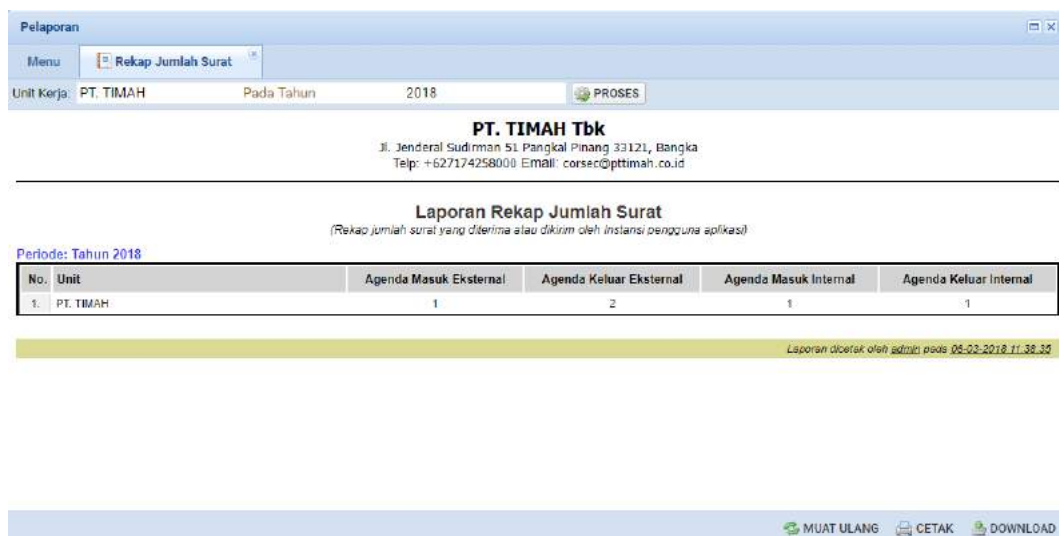 Pelaporan
Menu Rekap Jumlah Surat
Unit Kerja: PT. TIMAH Pada Tahun 2018 PROSES
PT. TIMAH Tbk
Jl. Jenderal Sudirman 51 Pangkal Pinang 33121, Bangka
Telp: +627174258000 Email: corsec@pttimah.co.id
Laporan Rekap Jumlah Surat
(Rekap jumlah surat yang diterima atau dikirim oleh Instansi pengguna aplikasi)
Periode: Tahun 2018
No. Unit Agenda Masuk Eksternal Agenda Keluar Eksternal Agenda Masuk Internal Agenda Keluar Internal
1. PT. TIMAH 1 2 1 1
Laporan dicetak oleh admin pada 06-03-2018 11.38.35
MUAT ULANG CETAK DOWNLOAD